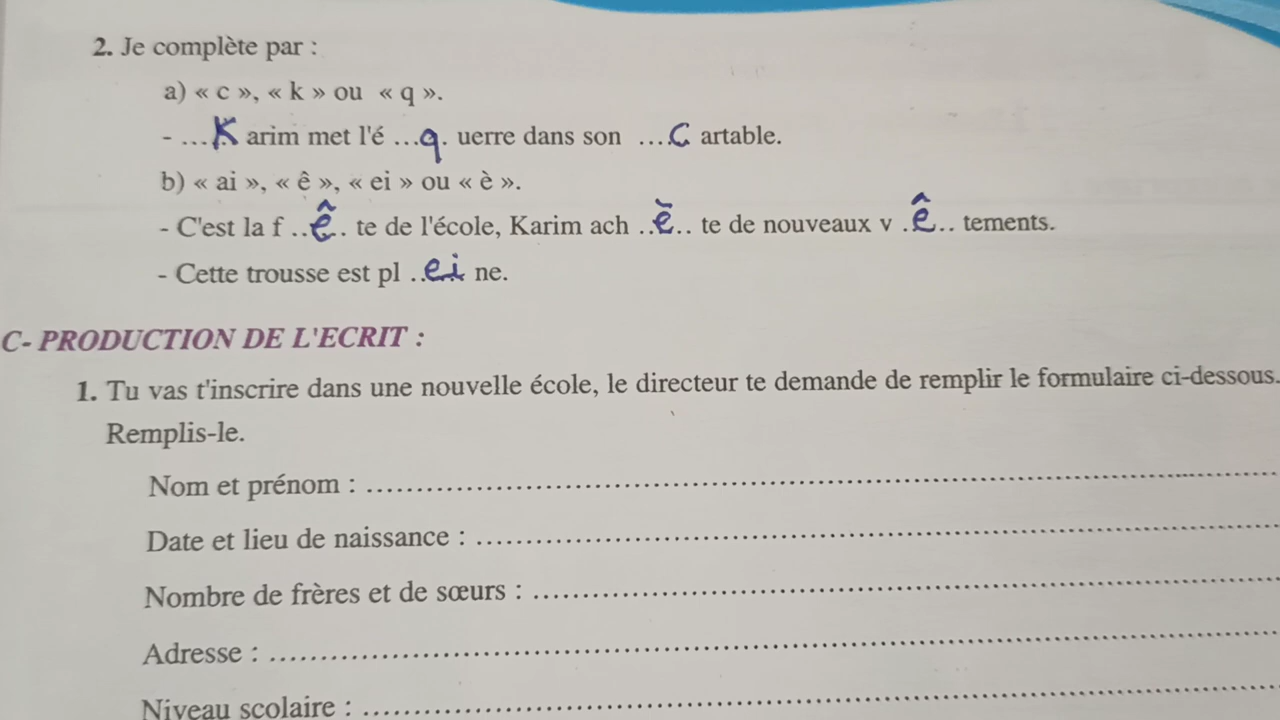 2. Je complète par :
a) « c », « k » ou « q ».
- ...K arim met l'é ...q. uerre dans son ....C artable.
b) « ai », « ê », « ei » ou « è ».
- C'est la f ..ê.. te de l'école, Karim ach ..è.. te de nouveaux v .ê.. tements.
- Cette trousse est pl ..ei ne.
C- PRODUCTION DE L'ECRIT :
1. Tu vas t'inscrire dans une nouvelle école, le directeur te demande de remplir le formulaire ci-dessous.
Remplis-le.
Nom et prénom : ........................................................................
Date et lieu de naissance : ........................................................................
Nombre de frères et de sœurs : ........................................................................
Adresse : ........................................................................
Niveau scolaire : ........................................................................